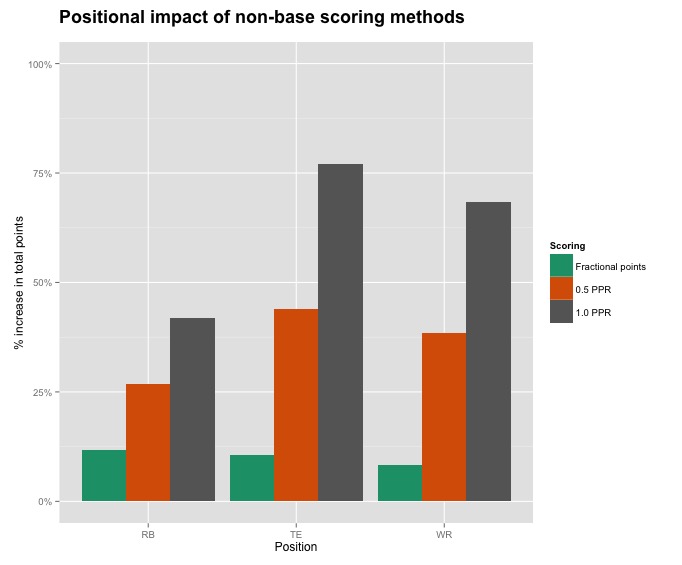 Positional impact of non-base scoring methods
100%
75%
50%
25%
0%
% increase in total points
RB
TE
WR
Position
Scoring
Fractional points
0.5 PPR
1.0 PPR